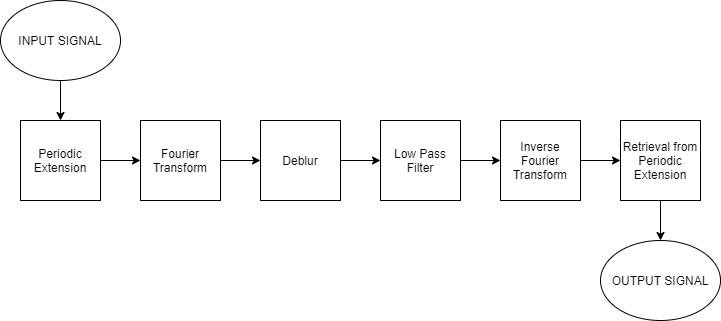 INPUT SIGNAL
Periodic
Extension
Fourier
Transform
Deblur
Low Pass
Filter
Inverse
Fourier
Transform
Retrieval from
Periodic
Extension
OUTPUT SIGNAL